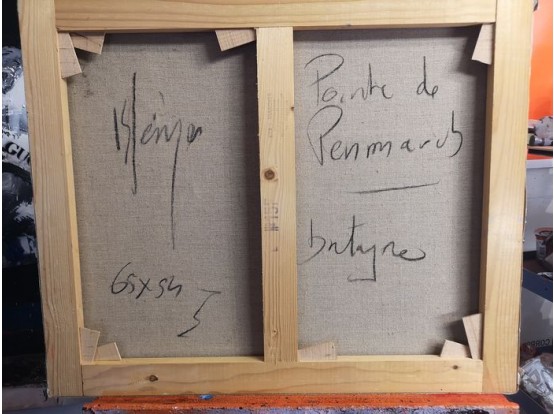 65x54
Pointe de
Penmarch
bretagne